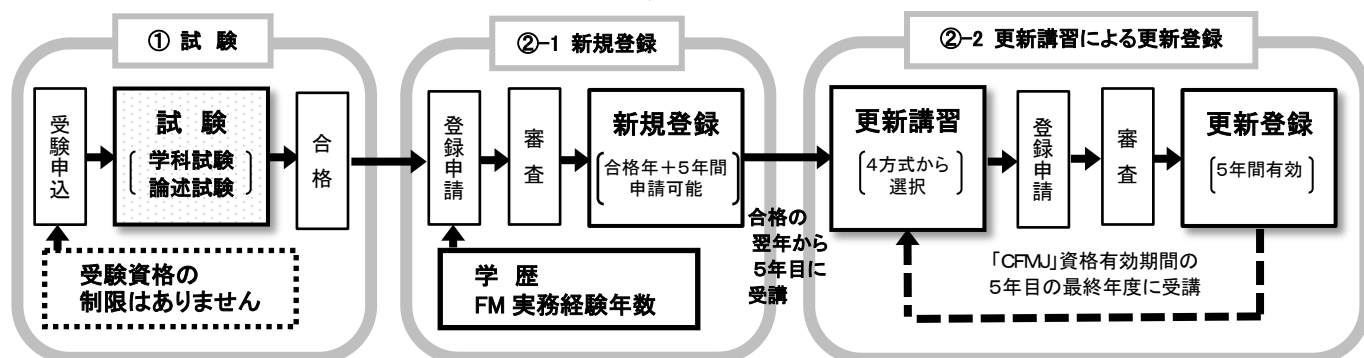 ① 試 験
受験申込
試 験
学科試験
論述試験
合格
受験資格の
制限はありません
②-1 新規登録
登録申請
審査
新規登録
合格年＋５年間
申請可能
学 歴
FM 実務経験年数
合格の
翌年から
５年目に
受講
②-2 更新講習による更新登録
更新講習
４方式から
選択
登録申請
審査
更新登録
５年間有効
「CFMJ」資格有効期間の
５年目の最終年度に受講